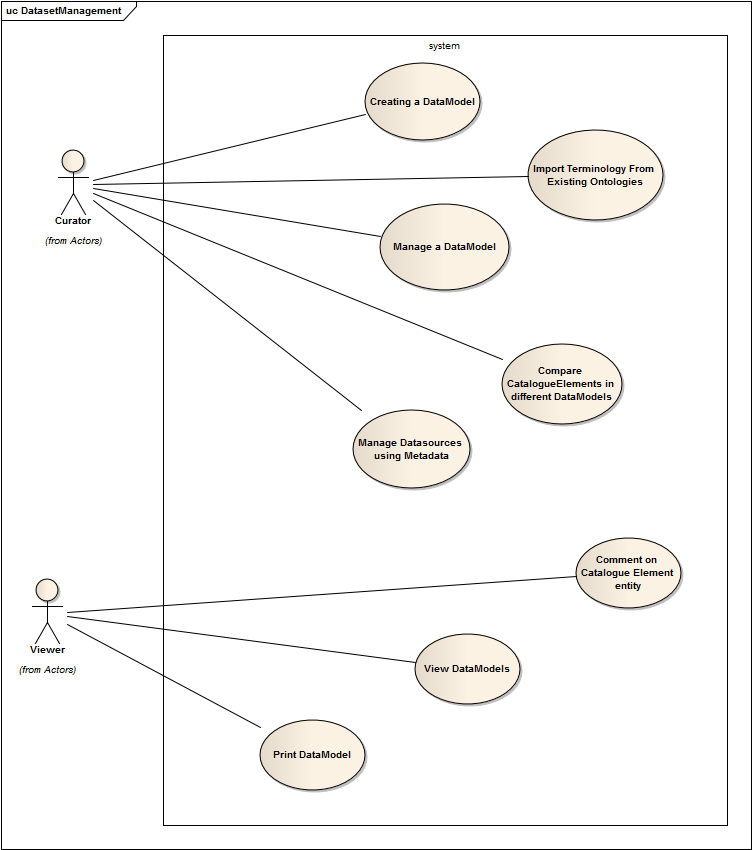 uc DatasetManagement
system
Creating a DataModel
Import Terminology From
Existing Ontologies
Curator
(from Actors)
Manage a DataModel
Compare
CatalogueElements in
different DataModels
Manage Datasources
using Metadata
Comment on
Catalogue Element
entity
Viewer
(from Actors)
View DataModels
Print DataModel